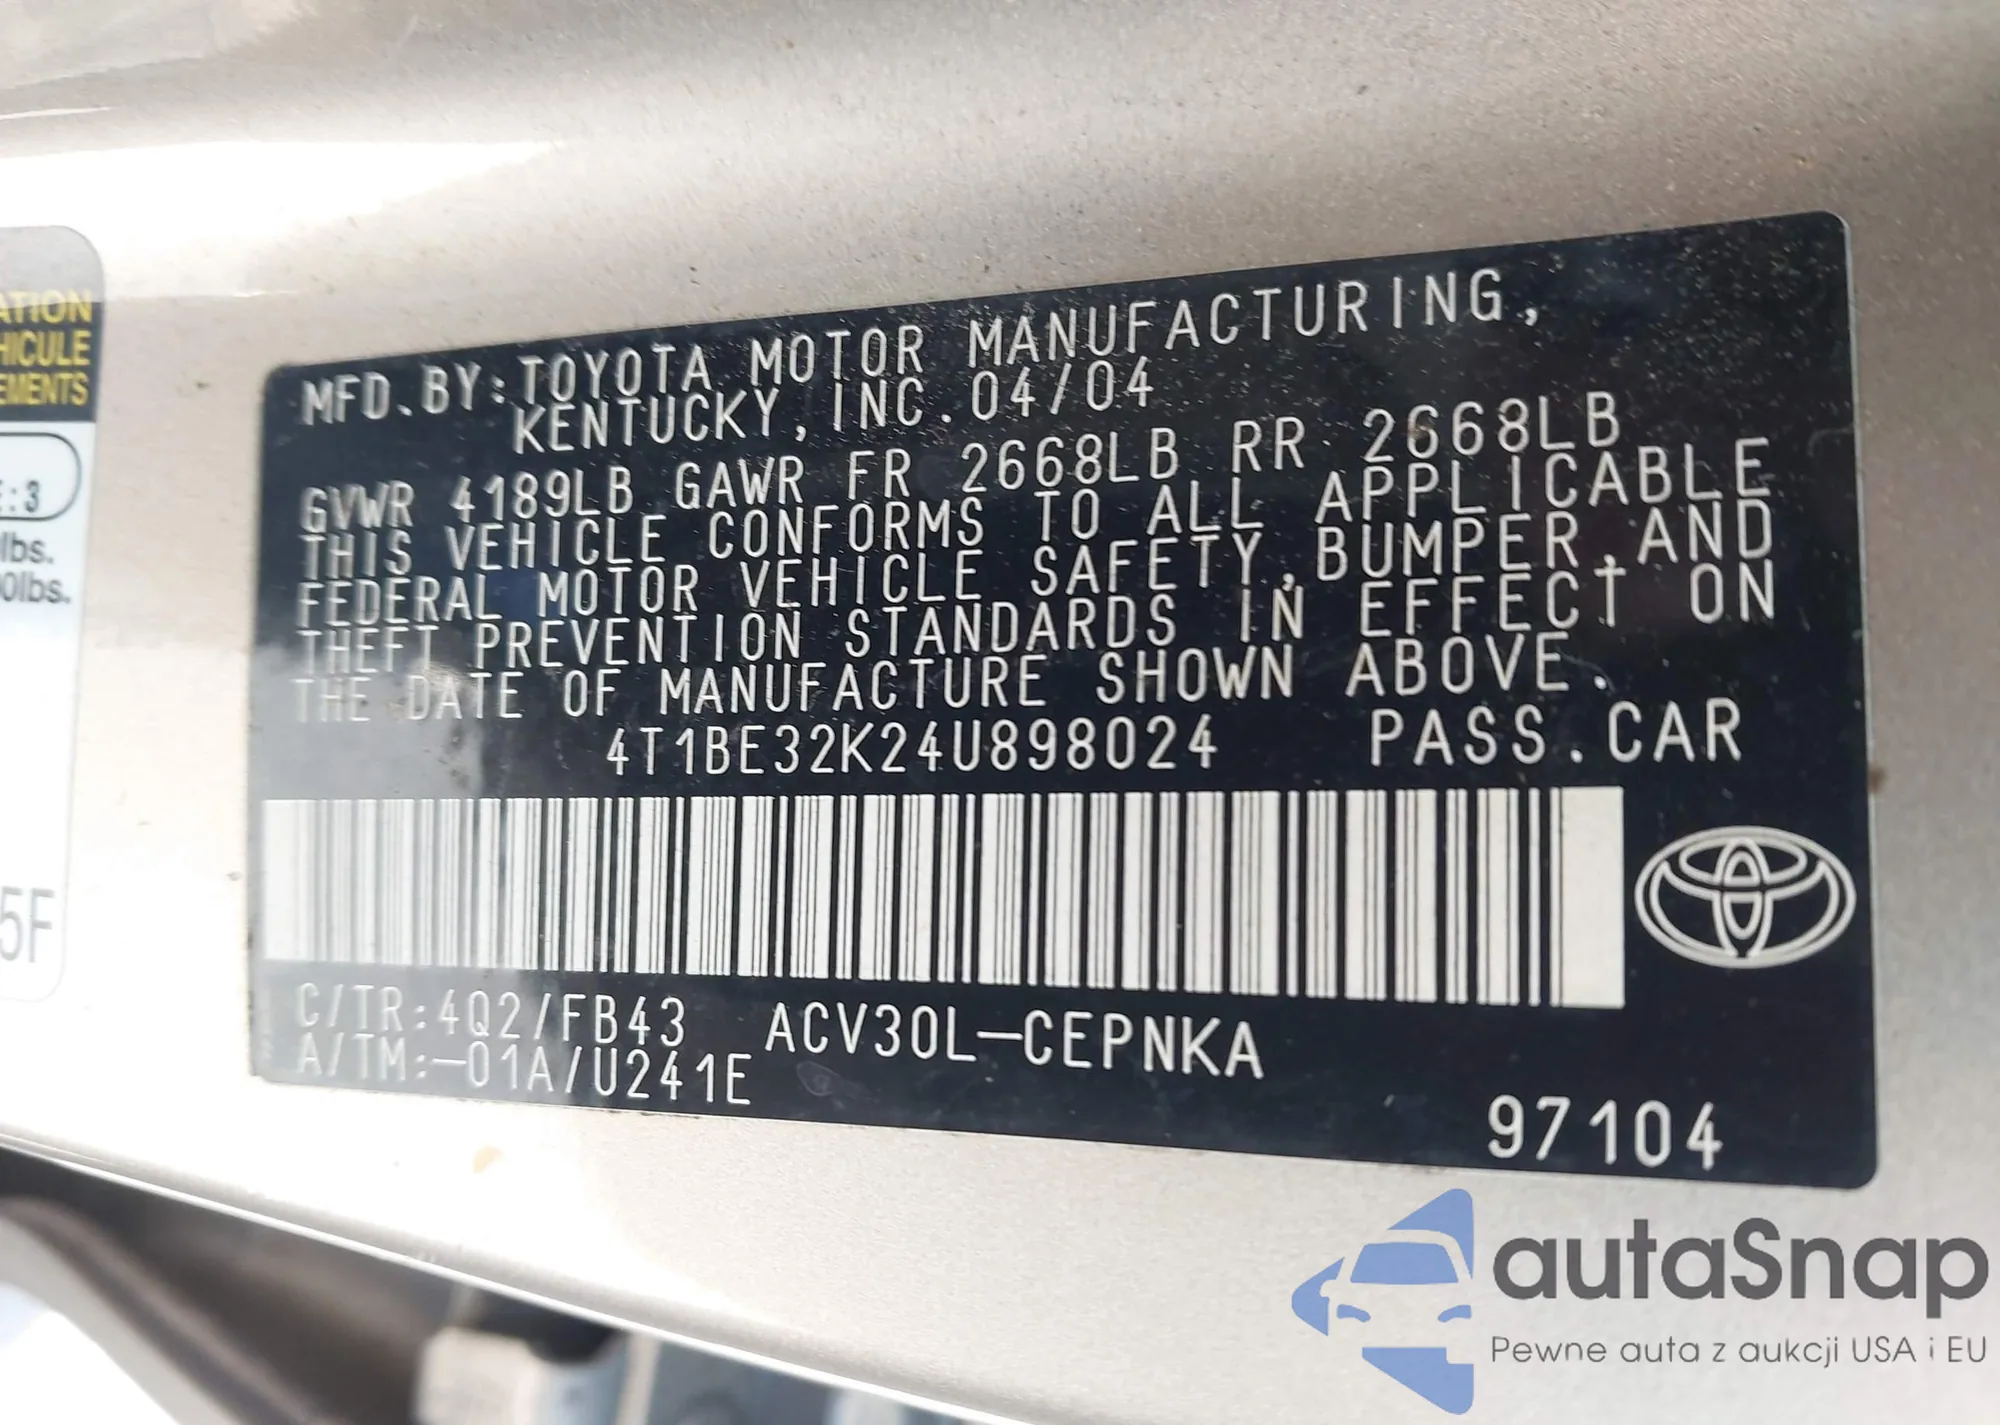 ATION
HICULE
EMENTS
E:3
lbs.
0lbs.
5F
MFD.BY:TOYOTA MOTOR MANUFACTURING,
KENTUCKY,INC.04/04
GVWR 4189LB GAWR FR 2668LB RR 2668LB
THIS VEHICLE CONFORMS TO ALL APPLICABLE
FEDERAL MOTOR VEHICLE SAFETY,BUMPER,AND
THEFT PREVENTION STANDARDS IN EFFECT ON
THE DATE OF MANUFACTURE SHOWN ABOVE.
4T1BE32K24U898024 PASS.CAR
C/TR:4Q2/FB43 ACV30L-CEPNKA
A/TM:-01A/U241E
97104
autaSnap
Pewne auta z aukcji USA i EU